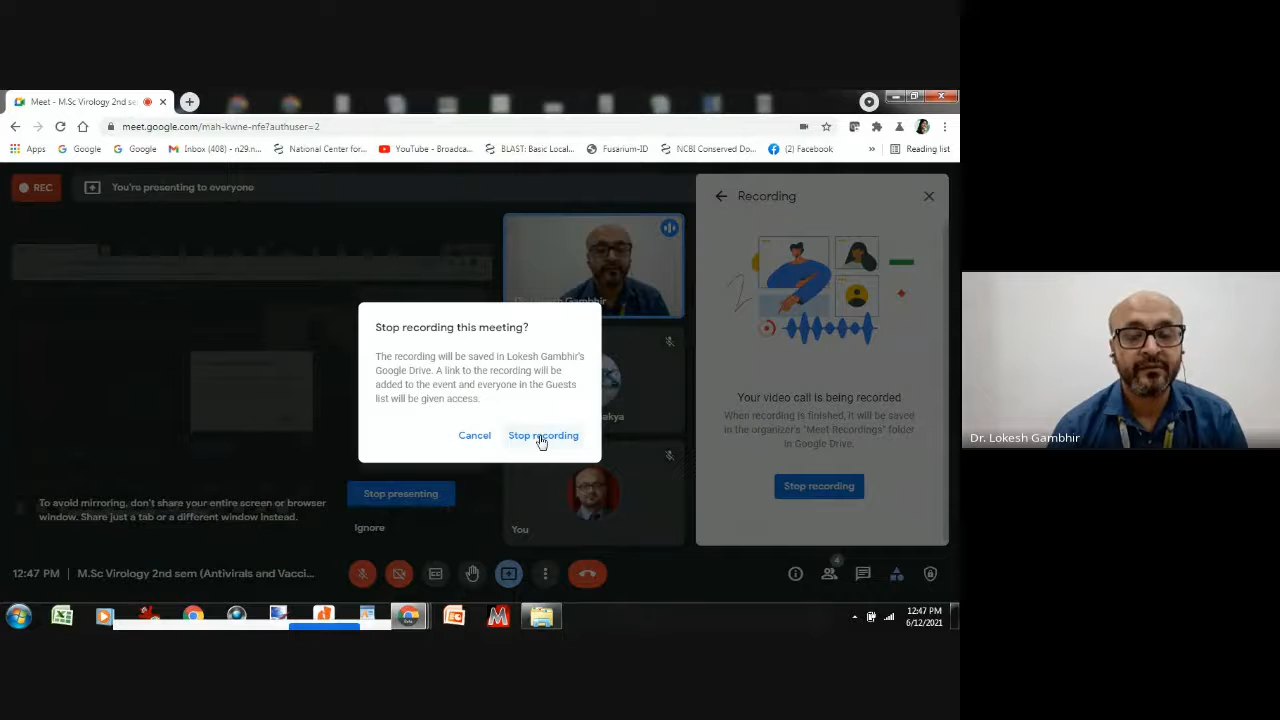 Meet - M.Sc Virology 2nd se
meet.google.com/mah-kwne-nfe?authuser=2
Apps
Google
Google
Inbox (408) - n29.n...
National Center for...
YouTube - Broadca...
BLAST: Basic Local...
Fusarium-ID
NCBI Conserved Do...
(2) Facebook
»
Reading list
REC
You're presenting to everyone
Recording
Dr. Lokesh Gambhir
Stop recording this meeting?
The recording will be saved in Lokesh Gambhir's
Google Drive. A link to the recording will be
added to the event and everyone in the Guests
list will be given access.
Cancel
Stop recording
akya
Your video call is being recorded
When recording is finished, it will be saved
in the organizer's "Meet Recordings" folder
in Google Drive.
Stop recording
To avoid mirroring, don't share your entire screen or browser
window. Share just a tab or a different window instead.
Stop presenting
Ignore
You
Dr. Lokesh Gambhir
12:47 PM | M.Sc Virology 2nd sem (Antivirals and Vacci...
4
12:47 PM
6/12/2021